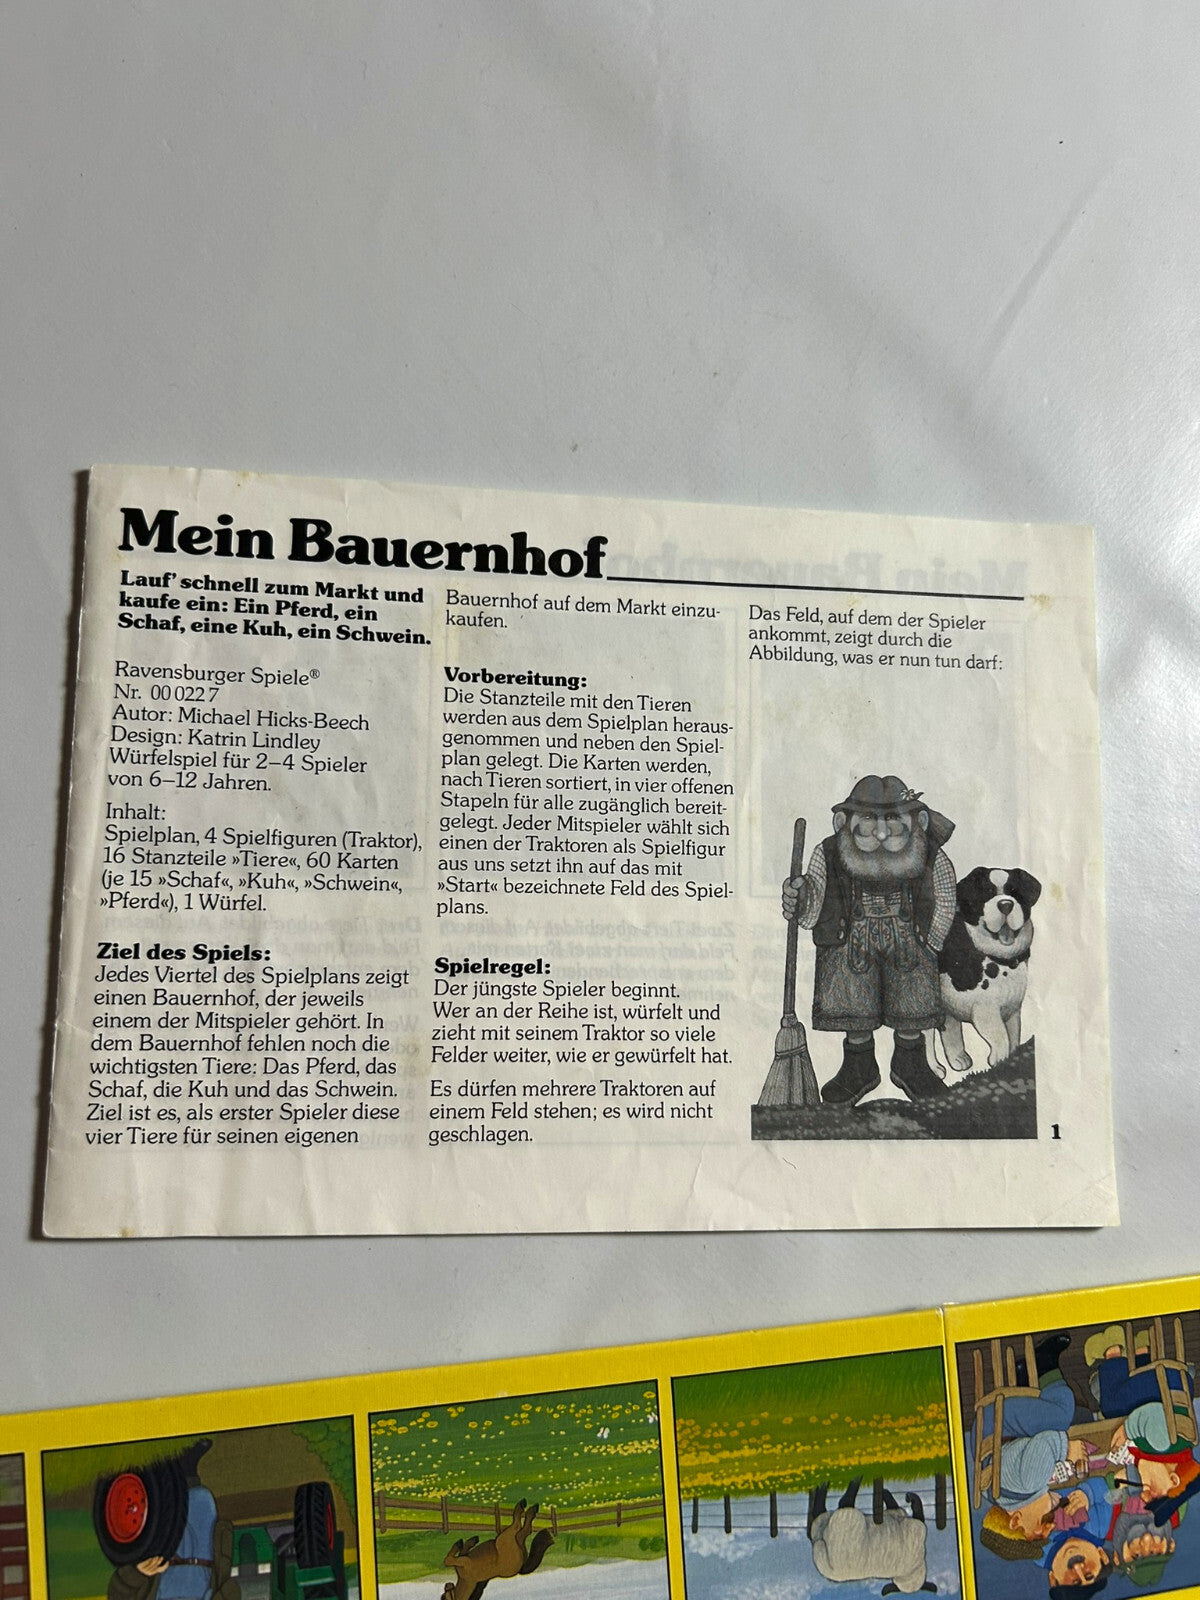 Mein Bauernhof
Lauf' schnell zum Markt und
kaufe ein: Ein Pferd, ein
Schaf, eine Kuh, ein Schwein.
Ravensburger Spiele®
Nr. 00 022 7
Autor: Michael Hicks-Beech
Design: Katrin Lindley
Würfelspiel für 2–4 Spieler
von 6–12 Jahren.
Inhalt:
Spielplan, 4 Spielfiguren (Traktor),
16 Stanzteile »Tiere«, 60 Karten
(je 15 »Schaf«, »Kuh«, »Schwein«,
»Pferd«), 1 Würfel.
Ziel des Spiels:
Jedes Viertel des Spielplans zeigt
einen Bauernhof, der jeweils
einem der Mitspieler gehört. In
dem Bauernhof fehlen noch die
wichtigsten Tiere: Das Pferd, das
Schaf, die Kuh und das Schwein.
Ziel ist es, als erster Spieler diese
vier Tiere für seinen eigenen
Bauernhof auf dem Markt einzu-
kaufen.
Vorbereitung:
Die Stanzteile mit den Tieren
werden aus dem Spielplan heraus-
genommen und neben den Spiel-
plan gelegt. Die Karten werden,
nach Tieren sortiert, in vier offenen
Stapeln für alle zugänglich bereit-
gelegt. Jeder Mitspieler wählt sich
einen der Traktoren als Spielfigur
aus uns setzt ihn auf das mit
»Start« bezeichnete Feld des Spiel-
plans.
Spielregel:
Der jüngste Spieler beginnt.
Wer an der Reihe ist, würfelt und
zieht mit seinem Traktor so viele
Felder weiter, wie er gewürfelt hat.
Es dürfen mehrere Traktoren auf
einem Feld stehen; es wird nicht
geschlagen.
Das Feld, auf dem der Spieler
ankommt, zeigt durch die
Abbildung, was er nun tun darf:
1